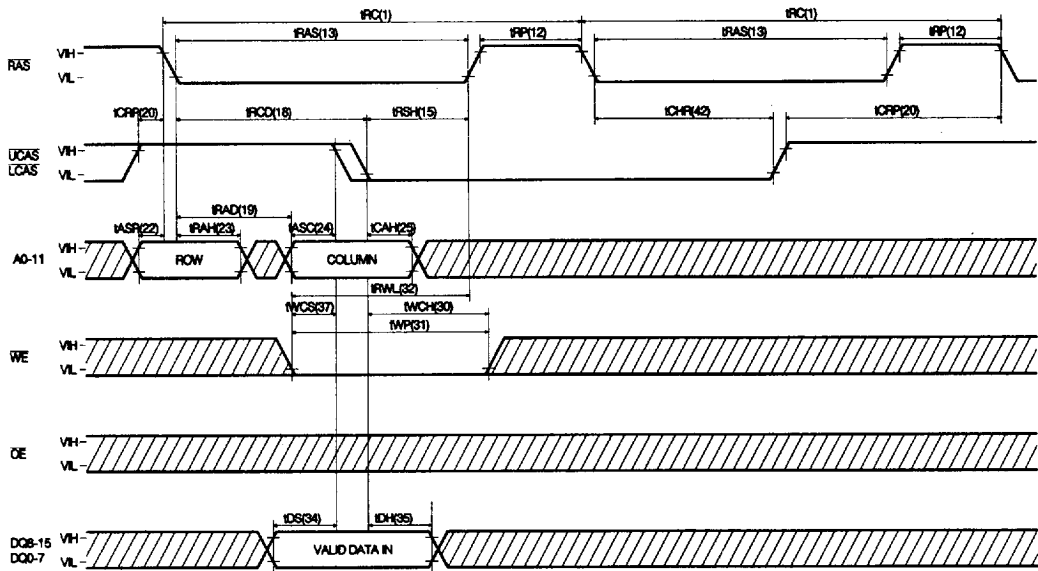 tRC(1) tRC(1)
tRAS(13) tRP(12) tRAS(13) tRP(12)
RAS VIH
VIL
tCRP(20) tRCD(18) tRSH(15) tCHR(42) tCRP(20)
UCAS VIH
LCAS VIL
tRAD(19)
tASR(22) tRAH(23) tASC(24) tCAH(25)
A0-11 VIH ROW COLUMN
VIL
tRWL(32)
tWCS(37) tWCH(30)
tWP(31)
WE VIH
VIL
OE VIH
VIL
tDS(34) tDH(35)
DQ8-15 VIH VALID DATA IN
DQ0-7 VIL